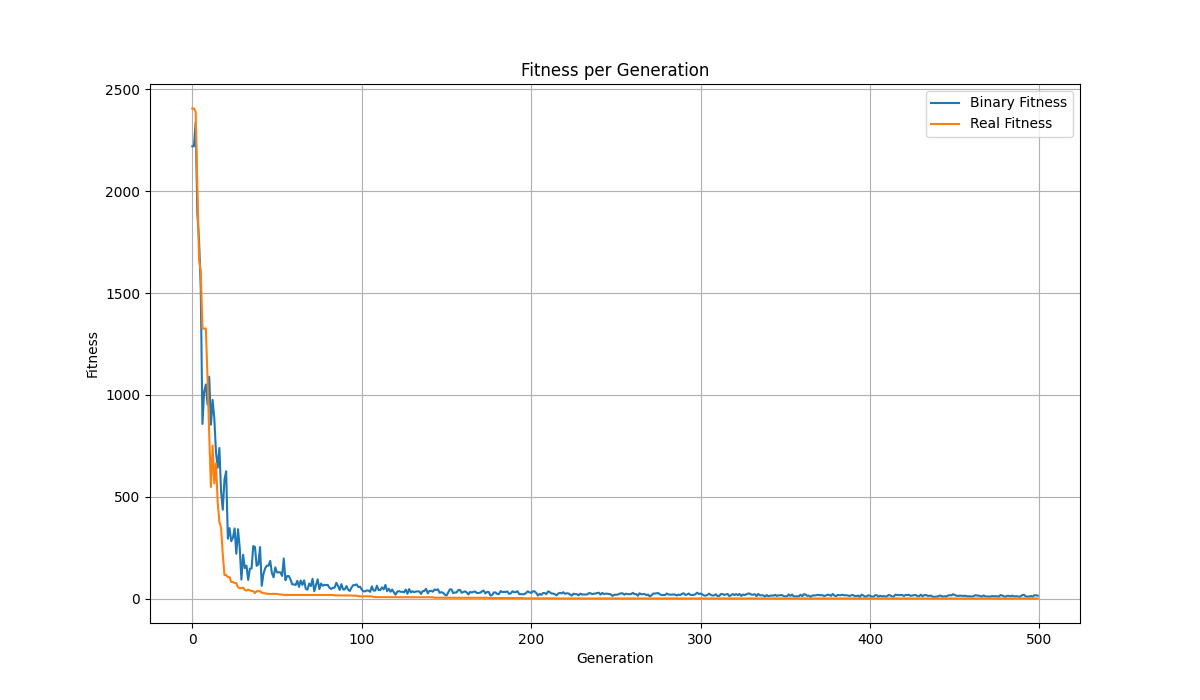 Fitness per Generation
Binary Fitness
Real Fitness
Fitness
2500
2000
1500
1000
500
0
0 100 200 300 400 500
Generation